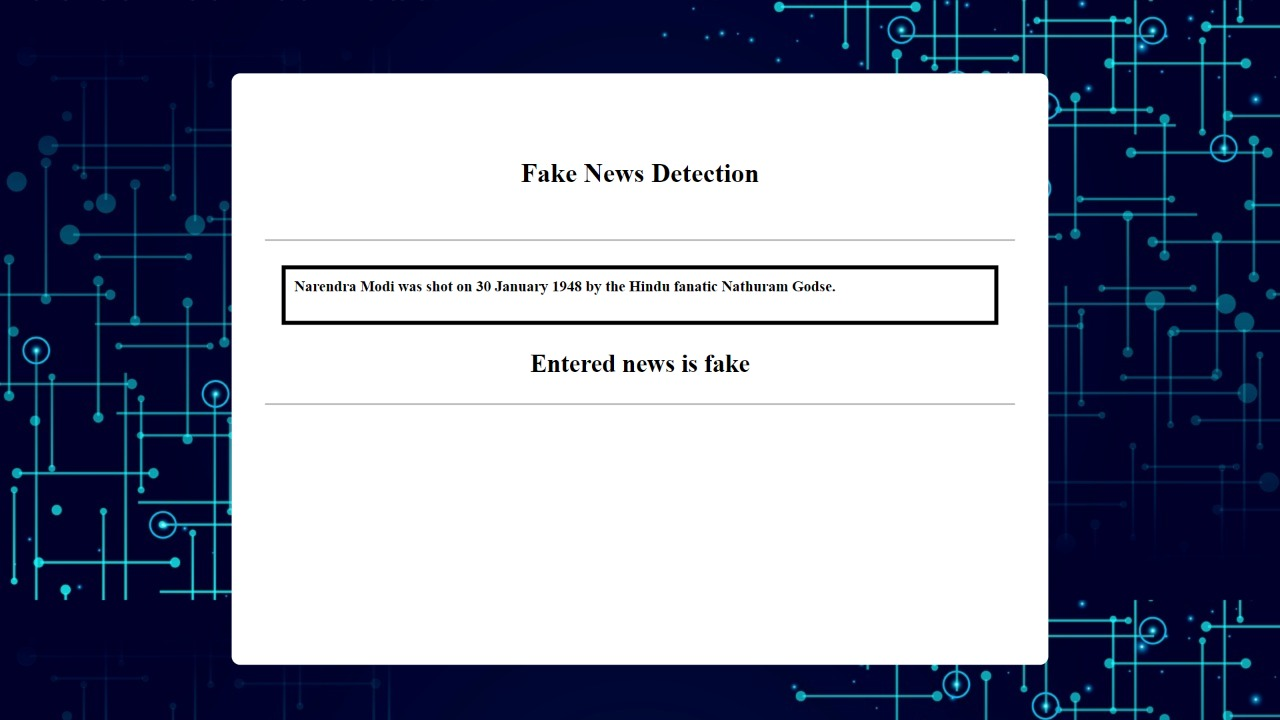 Fake News Detection
Narendra Modi was shot on 30 January 1948 by the Hindu fanatic Nathuram Godse.
Entered news is fake